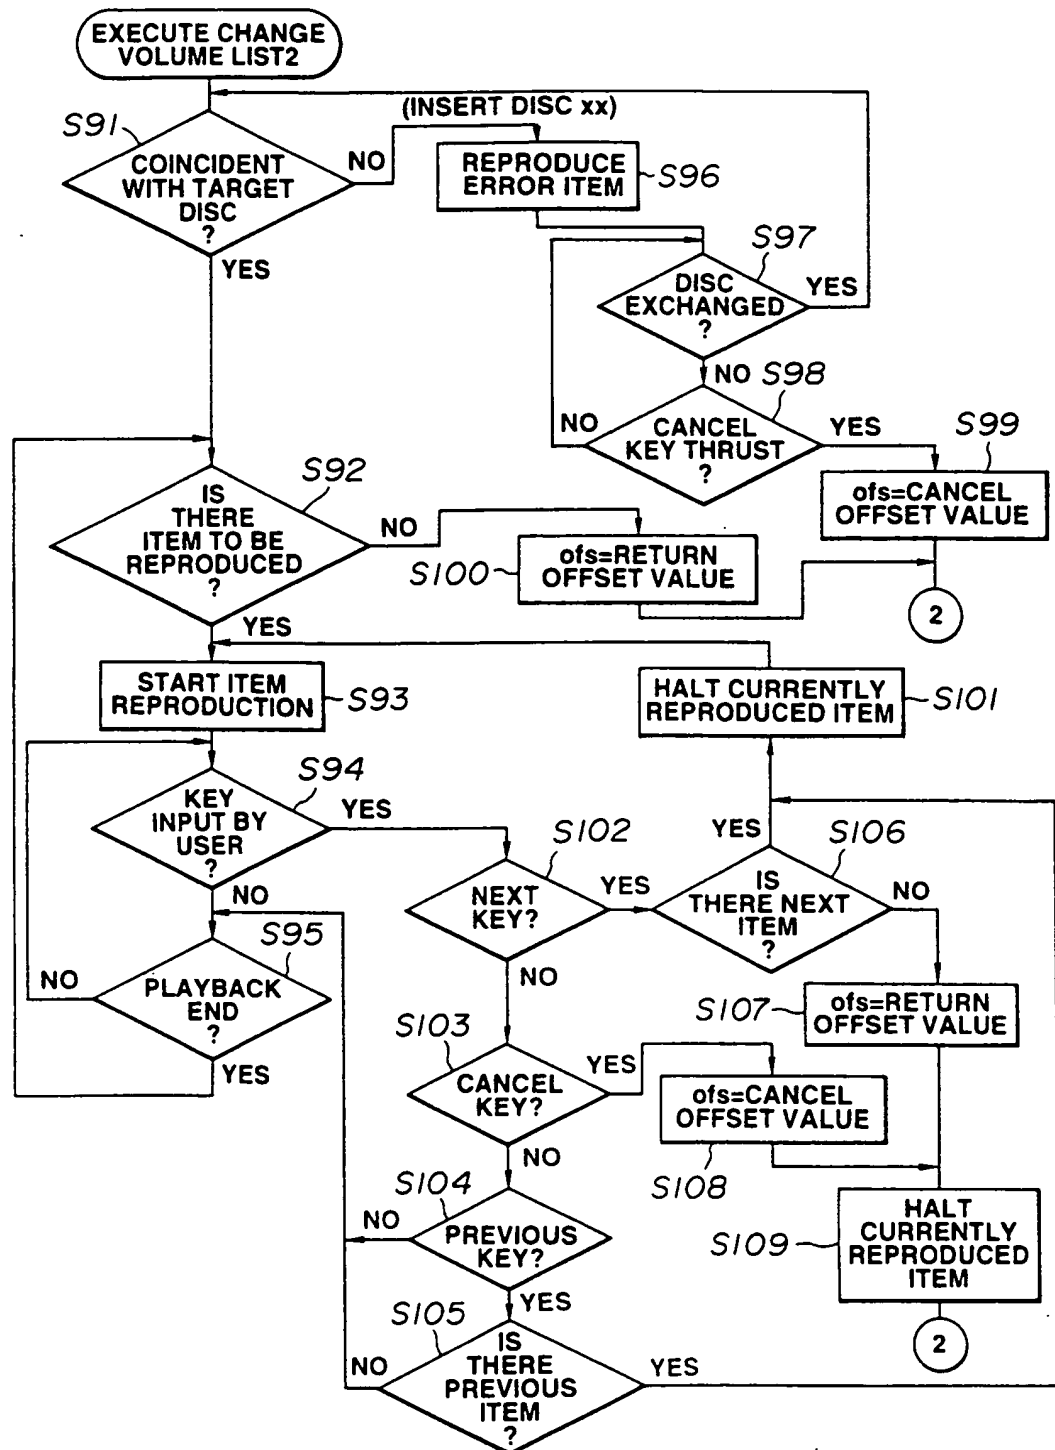 EXECUTE CHANGE
VOLUME LIST2
(INSERT DISC xx)
S91
COINCIDENT
WITH TARGET
DISC
?
NO
YES
REPRODUCE
ERROR ITEM
S96
S97
DISC
EXCHANGED
?
YES
NO
S98
CANCEL
KEY THRUST
?
NO
YES
S99
ofs=CANCEL
OFFSET VALUE
2
S92
IS
THERE
ITEM TO BE
REPRODUCED
?
NO
YES
S100
ofs=RETURN
OFFSET VALUE
START ITEM
REPRODUCTION
S93
HALT CURRENTLY
REPRODUCED ITEM
S101
S94
KEY
INPUT BY
USER
?
YES
NO
S95
PLAYBACK
END
?
NO
YES
S102
NEXT
KEY?
YES
NO
S106
IS
THERE NEXT
ITEM
?
YES
NO
S107
ofs=RETURN
OFFSET VALUE
S103
CANCEL
KEY?
YES
NO
ofs=CANCEL
OFFSET VALUE
S108
S104
PREVIOUS
KEY?
NO
YES
S109
HALT
CURRENTLY
REPRODUCED
ITEM
2
S105
IS
THERE
PREVIOUS
ITEM
?
NO
YES